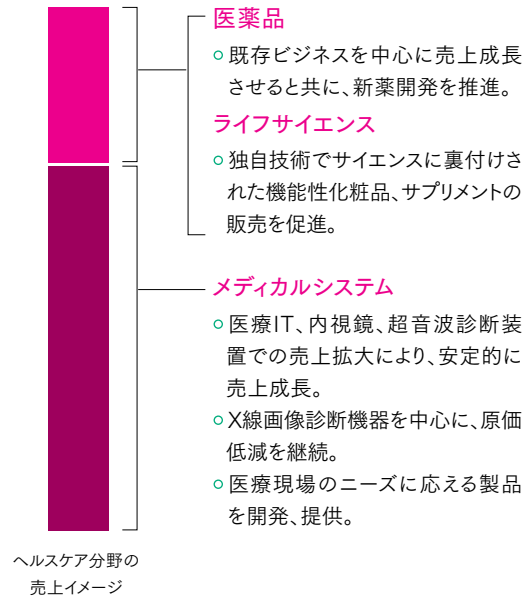 医薬品
○既存ビジネスを中心に売上成長
させると共に、新薬開発を推進。
ライフサイエンス
○独自技術でサイエンスに裏付けさ
れた機能性化粧品、サプリメントの
販売を促進。
メディカルシステム
○医療IT、内視鏡、超音波診断装
置での売上拡大により、安定的に
売上成長。
○X線画像診断機器を中心に、原価
低減を継続。
○医療現場のニーズに応える製品
を開発、提供。
ヘルスケア分野の
売上イメージ